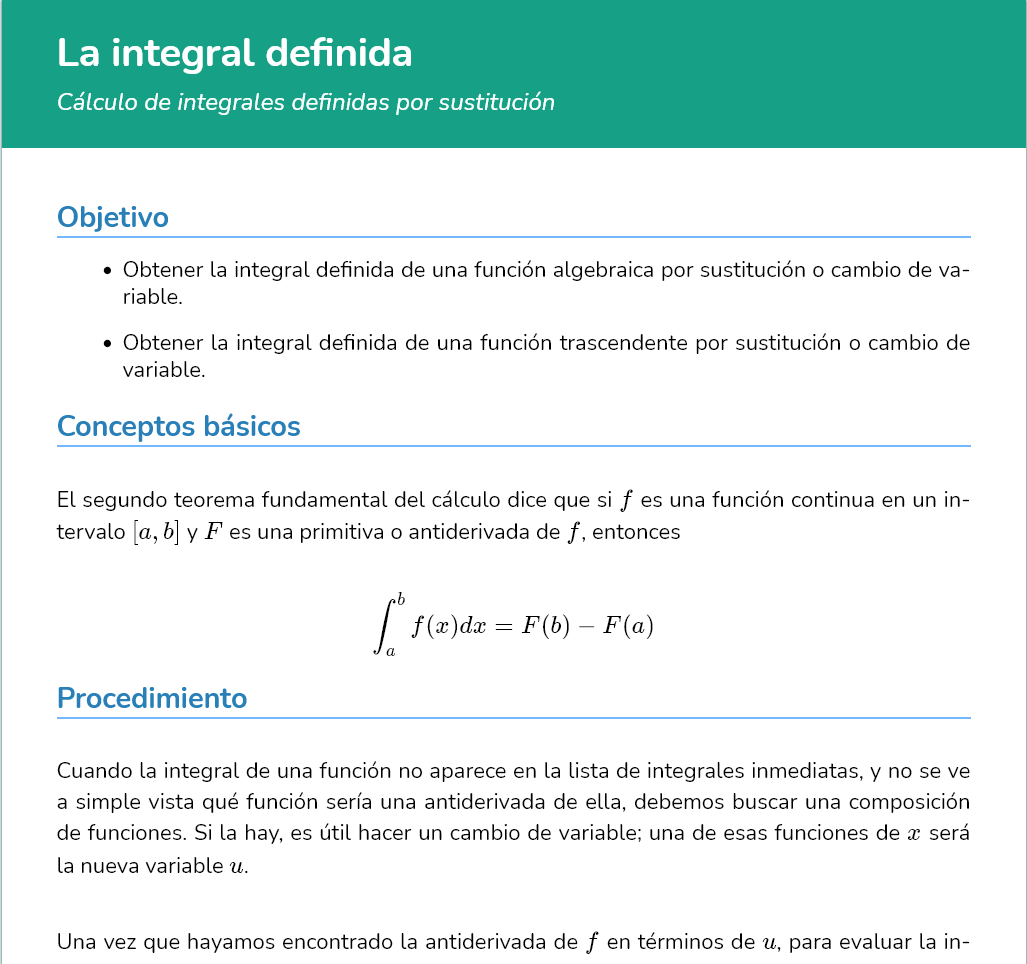 La integral definida
Cálculo de integrales definidas por sustitución
Objetivo
• Obtener la integral definida de una función algebraica por sustitución o cambio de va-
riable.
• Obtener la integral definida de una función trascendente por sustitución o cambio de
variable.
Conceptos básicos
El segundo teorema fundamental del cálculo dice que si f es una función continua en un in-
tervalo [a, b] y F es una primitiva o antiderivada de f, entonces
∫_a^b f(x)dx = F(b) − F(a)
Procedimiento
Cuando la integral de una función no aparece en la lista de integrales inmediatas, y no se ve
a simple vista qué función sería una antiderivada de ella, debemos buscar una composición
de funciones. Si la hay, es útil hacer un cambio de variable; una de esas funciones de x será
la nueva variable u.
Una vez que hayamos encontrado la antiderivada de f en términos de u, para evaluar la in-